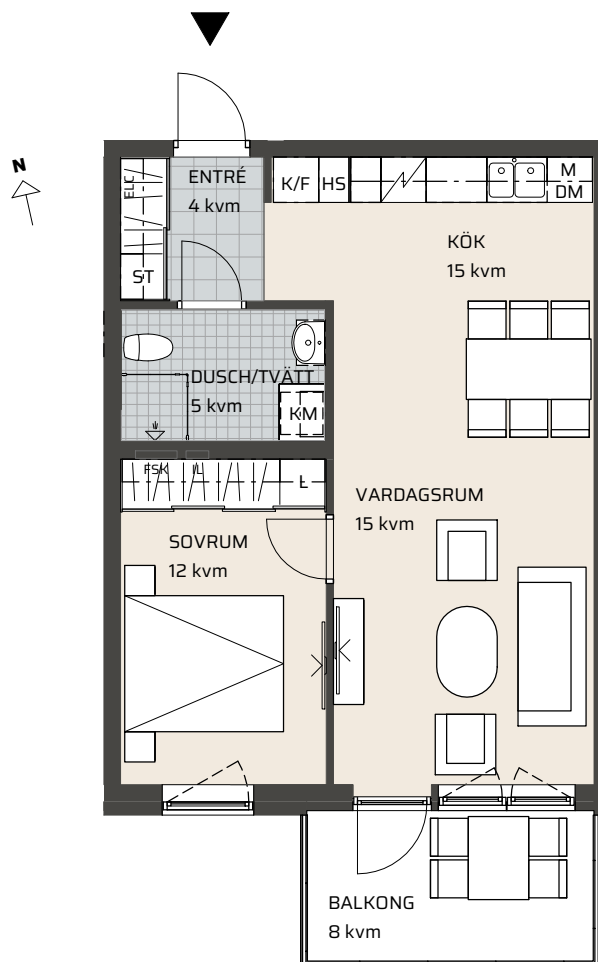 N
ELC
ENTRÉ
4 kvm
K/F
HS
M
DM
ST
KÖK
15 kvm
DUSCH/TVÄTT
5 kvm
KM
FSK
IL
L
VARDAGSRUM
15 kvm
SOVRUM
12 kvm
BALKONG
8 kvm